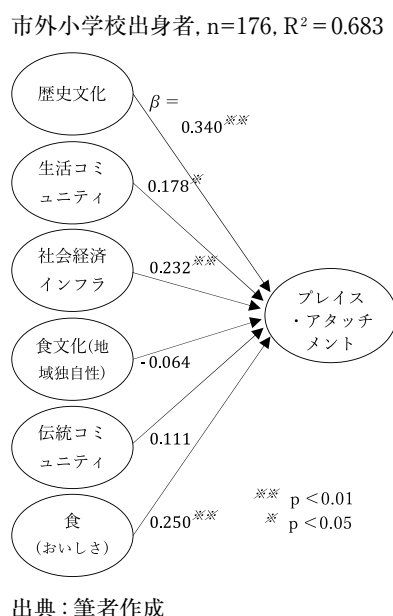 市外小学校出身者, n=176, R²=0.683
歴史文化
β =
0.340※※
生活コミ
ュニティ
0.178※
社会経済
インフラ
0.232※※
プレイス
・アタッチ
メント
食文化(地
域独自性)
-0.064
伝統コミ
ュニティ
0.111
食
(おいしさ)
0.250※※
※※ p<0.01
※ p<0.05
出典：筆者作成